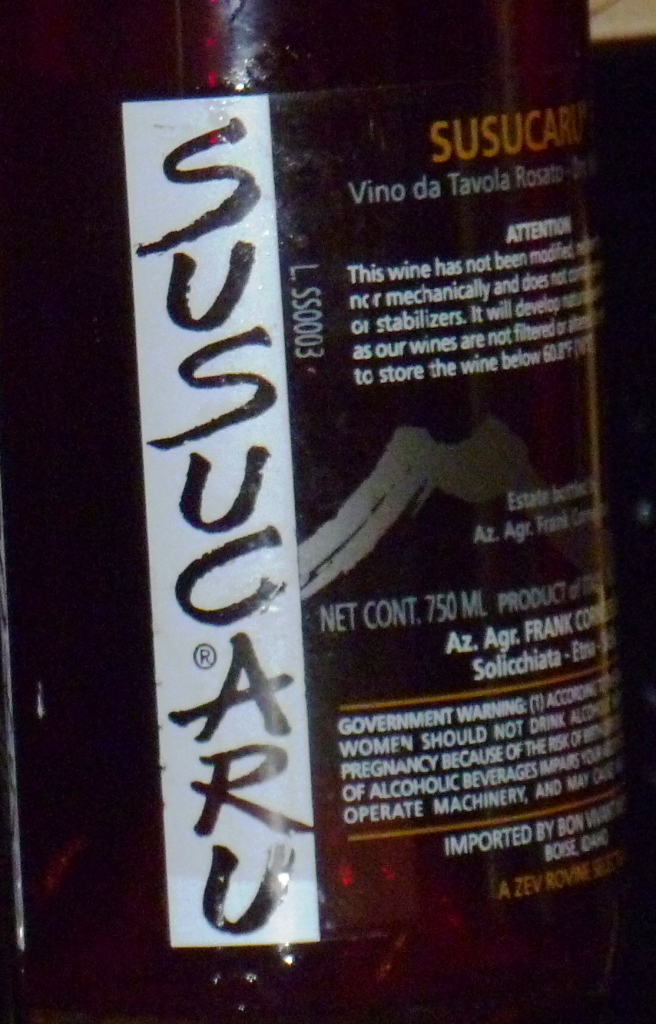 SUSUCARU
®
L. SS0003
SUSUCARU
Vino da Tavola Rosato -
ATTENTION
This wine has not been modified,
nor mechanically and does not
or stabilizers. It will develop
as our wines are not filtered or
to store the wine below 60.8°F
Estate bottled
Az. Agr. Frank
NET CONT. 750 ML PRODUCT of
Az. Agr. FRANK
Solicchiata - Etna
GOVERNMENT WARNING: (1) ACCORDING
WOMEN SHOULD NOT DRINK
PREGNANCY BECAUSE OF THE RISK OF
OF ALCOHOLIC BEVERAGES IMPAIRS YOUR
OPERATE MACHINERY, AND MAY
IMPORTED BY BON
BOISE, IDAHO
A ZEV ROVINE